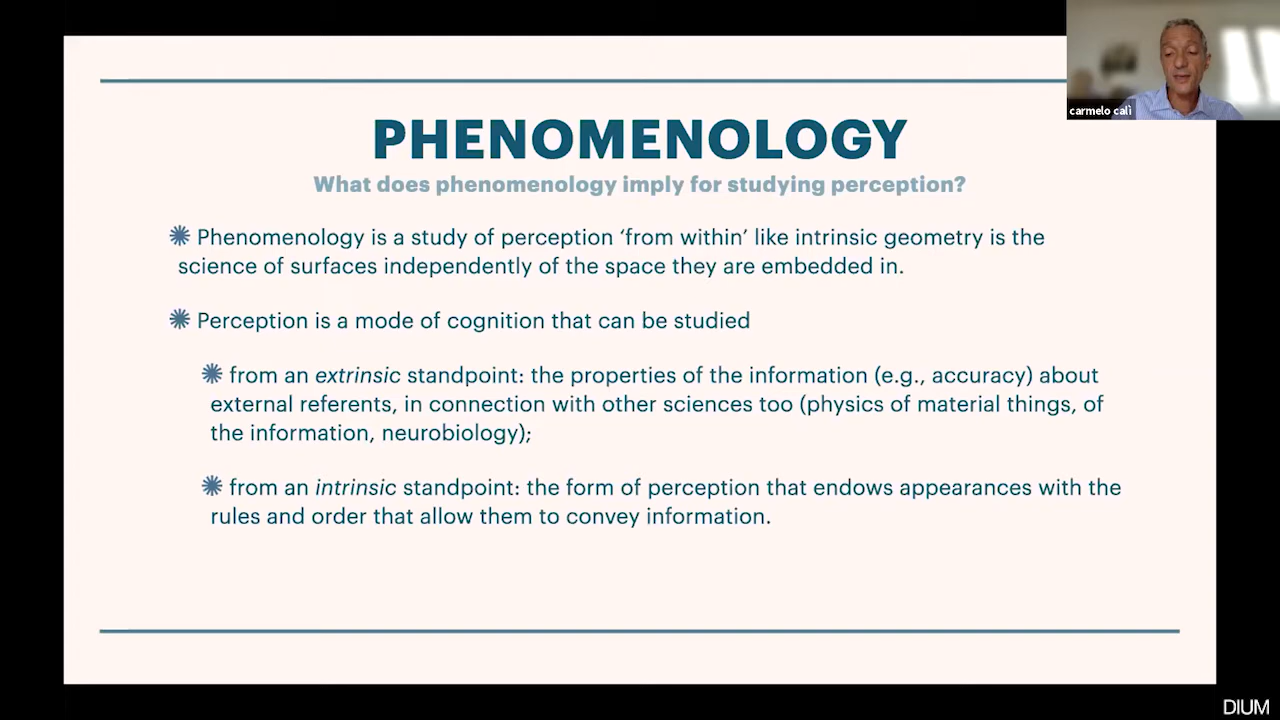 carmelo calì
PHENOMENOLOGY
What does phenomenology imply for studying perception?
Phenomenology is a study of perception ‘from within’ like intrinsic geometry is the
science of surfaces independently of the space they are embedded in.
Perception is a mode of cognition that can be studied
from an extrinsic standpoint: the properties of the information (e.g., accuracy) about
external referents, in connection with other sciences too (physics of material things, of
the information, neurobiology);
from an intrinsic standpoint: the form of perception that endows appearances with the
rules and order that allow them to convey information.
DIUM